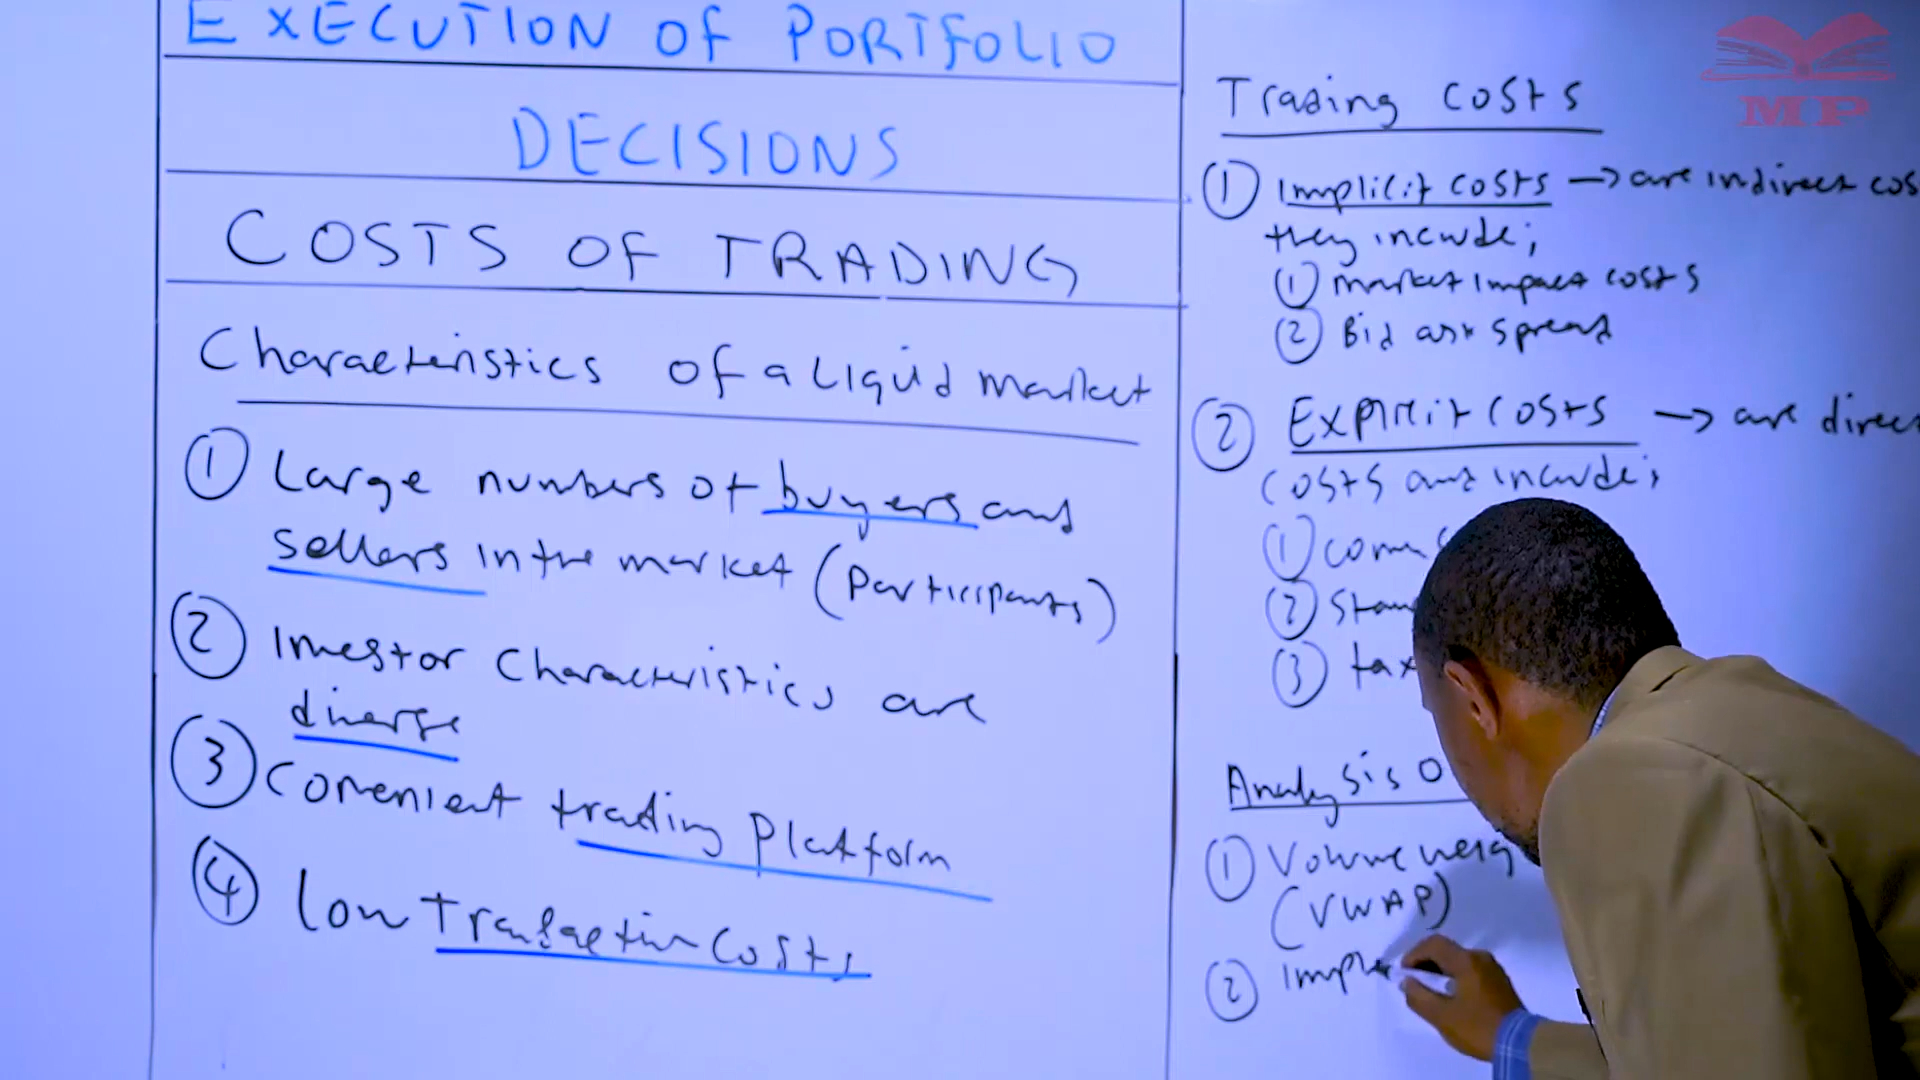 EXECUTION OF PORTFOLIO
DECISIONS
COSTS OF TRADING
Characteristics of a Liquid market
① Large numbers of buyers and
sellers in the market (Participants)
② Investor Characteristics are
diverse
③ Convenient trading Platform
④ Low Transaction Costs
Trading Costs
① Implicit costs → are indirect cos
they include;
① market impact costs
② Bid ask spread
② Explicit Costs → are direct
Costs and include;
① Comm
② Stam
③ tax
Analysis O
① Volume weig
(VWAP)
② Imple
MP